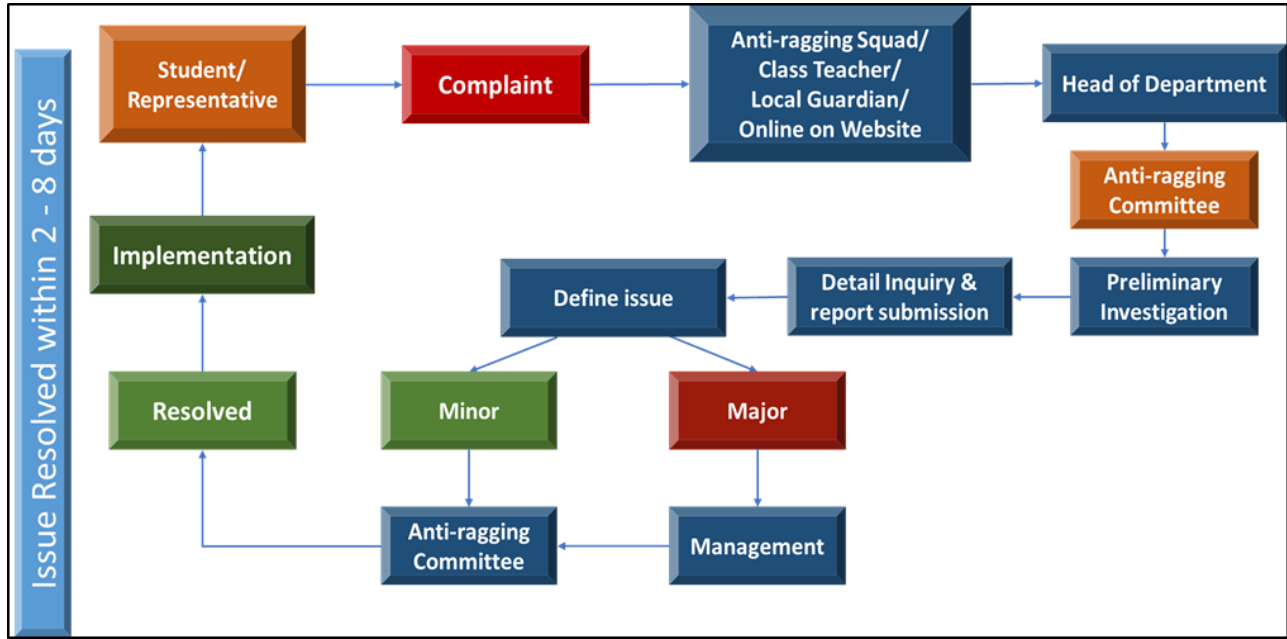 Issue Resolved within 2 - 8 days
Student/
Representative
Complaint
Anti-ragging Squad/
Class Teacher/
Local Guardian/
Online on Website
Head of Department
Anti-ragging
Committee
Implementation
Define issue
Detail Inquiry &
report submission
Preliminary
Investigation
Resolved
Minor
Major
Anti-ragging
Committee
Management